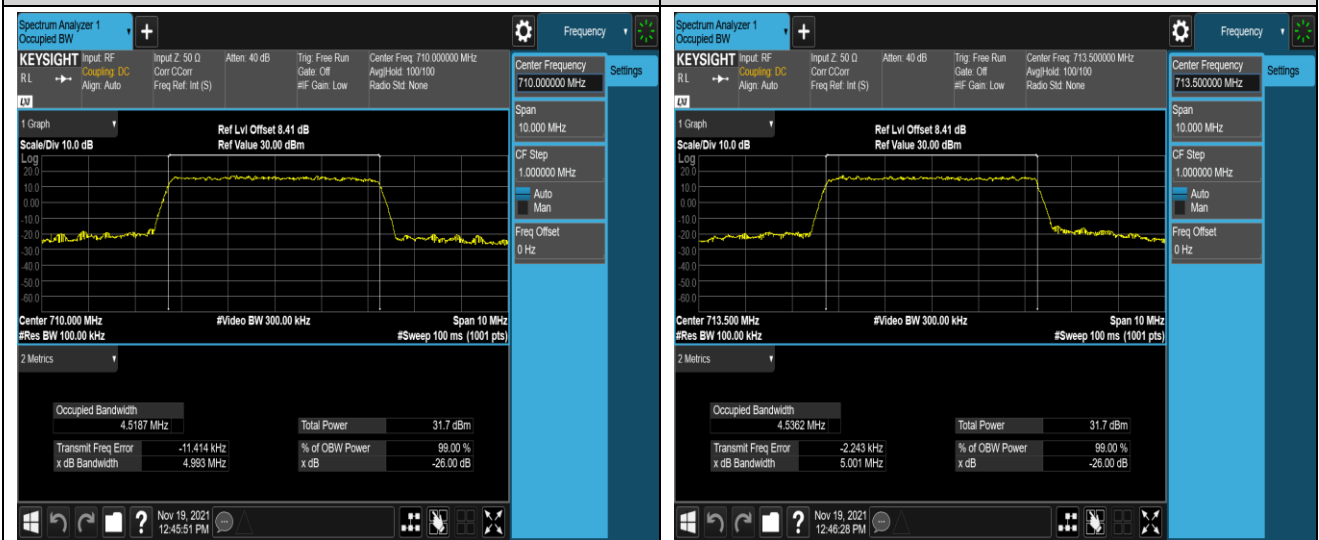 Spectrum Analyzer 1
Occupied BW
+
Frequency
KEYSIGHT Input: RF Input Z: 50 Ω Atten: 40 dB Trig: Free Run Center Freq: 710.000000 MHz
RL Coupling: DC Corr CCorr Gate: Off Avg|Hold: 100/100
Align: Auto Freq Ref: Int (S) #IF Gain: Low Radio Std: None
LXI
1 Graph
Ref Lvl Offset 8.41 dB
Scale/Div 10.0 dB Ref Value 30.00 dBm
Log
20.0
10.0
0.00
-10.0
-20.0
-30.0
-40.0
-50.0
-60.0
Center 710.000 MHz #Video BW 300.00 kHz Span 10 MHz
#Res BW 100.00 kHz #Sweep 100 ms (1001 pts)
2 Metrics
Occupied Bandwidth
4.5187 MHz Total Power 31.7 dBm
Transmit Freq Error -11.414 kHz % of OBW Power 99.00 %
x dB Bandwidth 4.993 MHz x dB -26.00 dB
Center Frequency
710.000000 MHz
Settings
Span
10.000 MHz
CF Step
1.000000 MHz
Auto
Man
Freq Offset
0 Hz
? Nov 19, 2021
12:45:51 PM
Spectrum Analyzer 1
Occupied BW
+
Frequency
KEYSIGHT Input: RF Input Z: 50 Ω Atten: 40 dB Trig: Free Run Center Freq: 713.500000 MHz
RL Coupling: DC Corr CCorr Gate: Off Avg|Hold: 100/100
Align: Auto Freq Ref: Int (S) #IF Gain: Low Radio Std: None
LXI
1 Graph
Ref Lvl Offset 8.41 dB
Scale/Div 10.0 dB Ref Value 30.00 dBm
Log
20.0
10.0
0.00
-10.0
-20.0
-30.0
-40.0
-50.0
-60.0
Center 713.500 MHz #Video BW 300.00 kHz Span 10 MHz
#Res BW 100.00 kHz #Sweep 100 ms (1001 pts)
2 Metrics
Occupied Bandwidth
4.5362 MHz Total Power 31.7 dBm
Transmit Freq Error -2.243 kHz % of OBW Power 99.00 %
x dB Bandwidth 5.001 MHz x dB -26.00 dB
Center Frequency
713.500000 MHz
Settings
Span
10.000 MHz
CF Step
1.000000 MHz
Auto
Man
Freq Offset
0 Hz
? Nov 19, 2021
12:46:28 PM